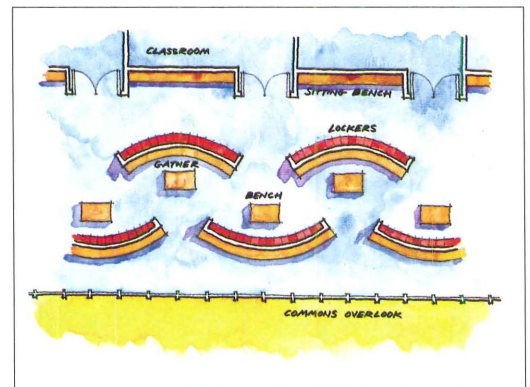 CLASSROOM
SITTING BENCH
LOCKERS
GATHER
BENCH
COMMONS OVERLOOK